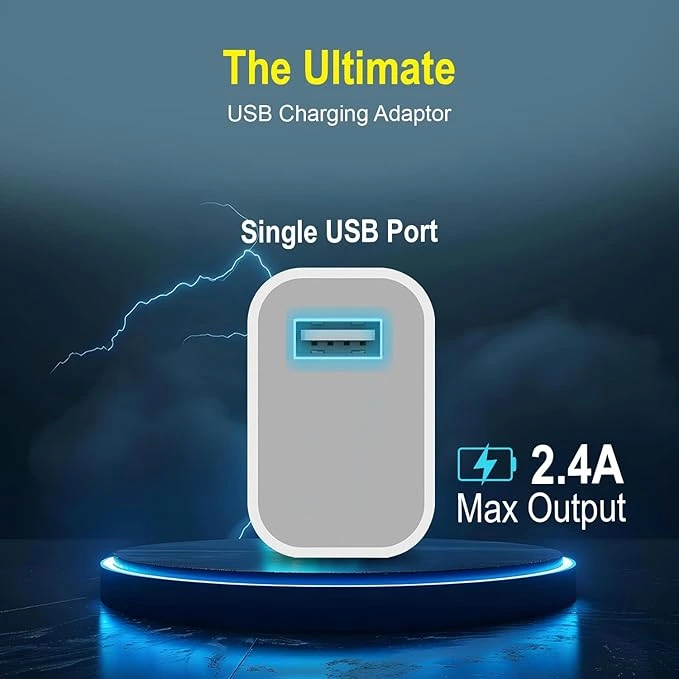 The Ultimate
USB Charging Adaptor
Single USB Port
2.4A
Max Output